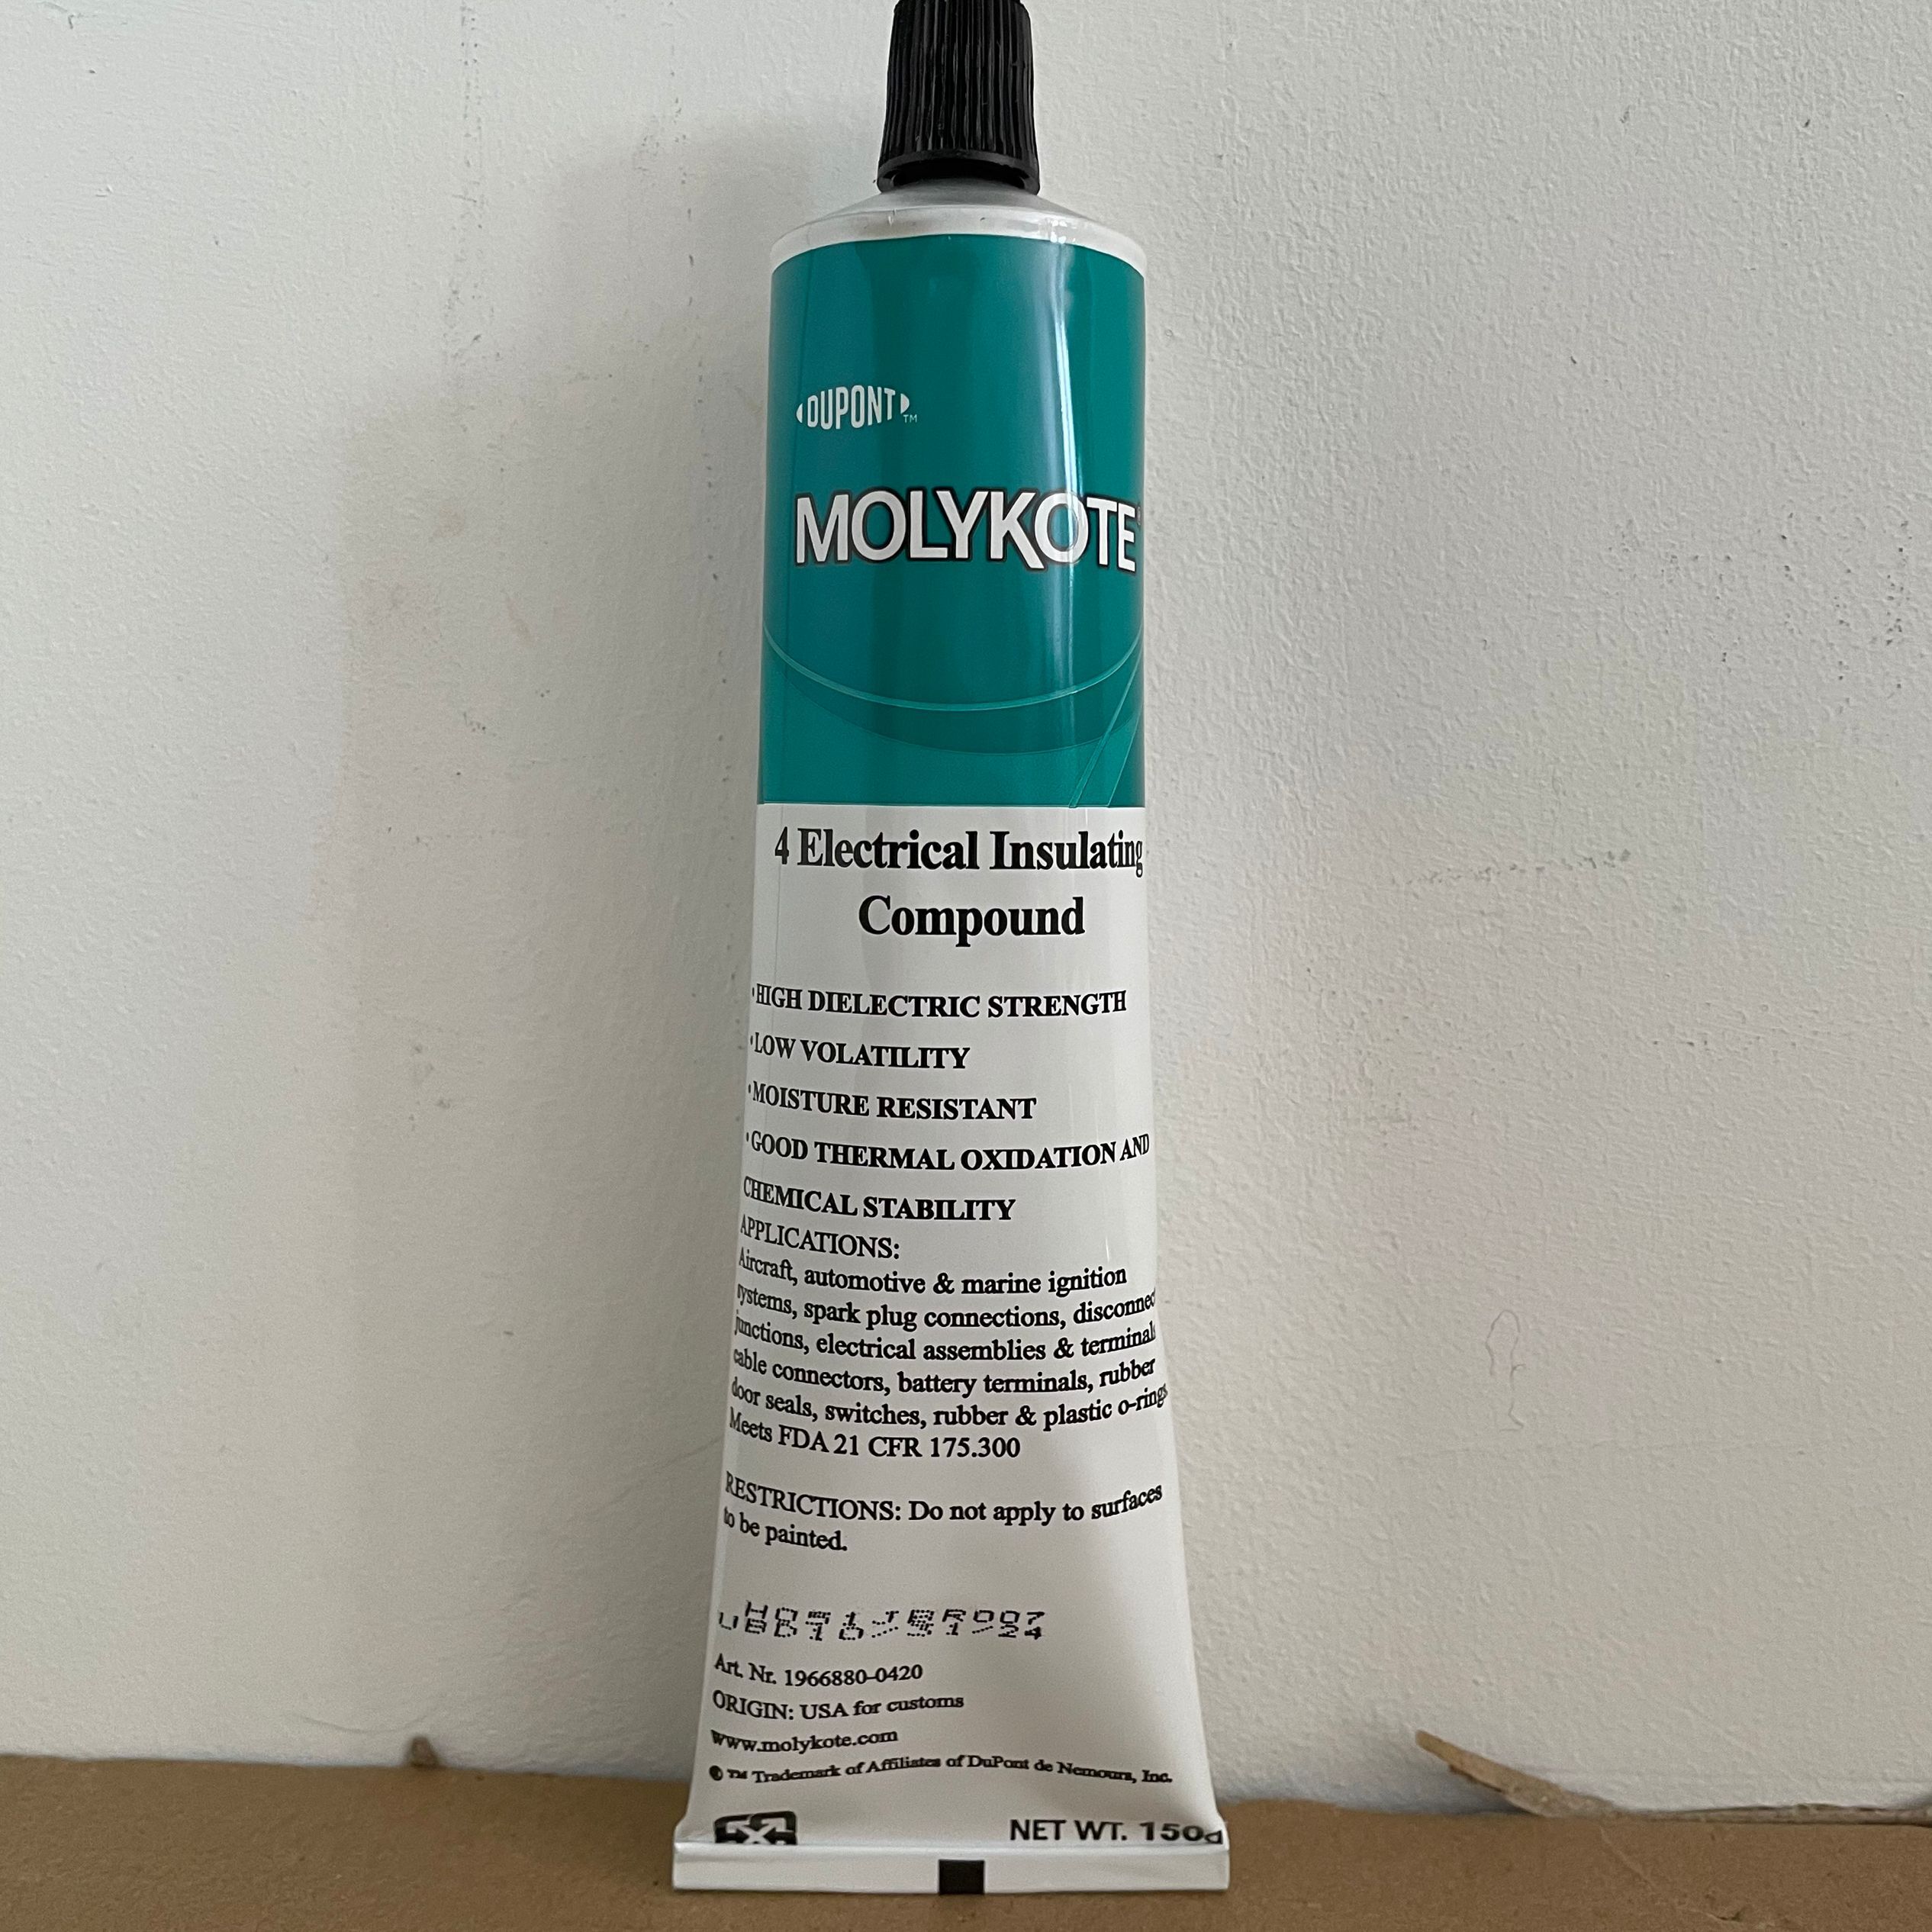 DUPONT™
MOLYKOTE
4 Electrical Insulating
Compound
·HIGH DIELECTRIC STRENGTH
·LOW VOLATILITY
·MOISTURE RESISTANT
·GOOD THERMAL OXIDATION AND
CHEMICAL STABILITY
APPLICATIONS:
Aircraft, automotive & marine ignition
systems, spark plug connections, disconnect
junctions, electrical assemblies & terminals
cable connectors, battery terminals, rubber
door seals, switches, rubber & plastic o-rings
Meets FDA 21 CFR 175.300
RESTRICTIONS: Do not apply to surfaces
to be painted.
Art. Nr. 1966880-0420
ORIGIN: USA for customs
www.molykote.com
® ™ Trademark of Affiliates of DuPont de Nemours, Inc.
NET WT. 150g